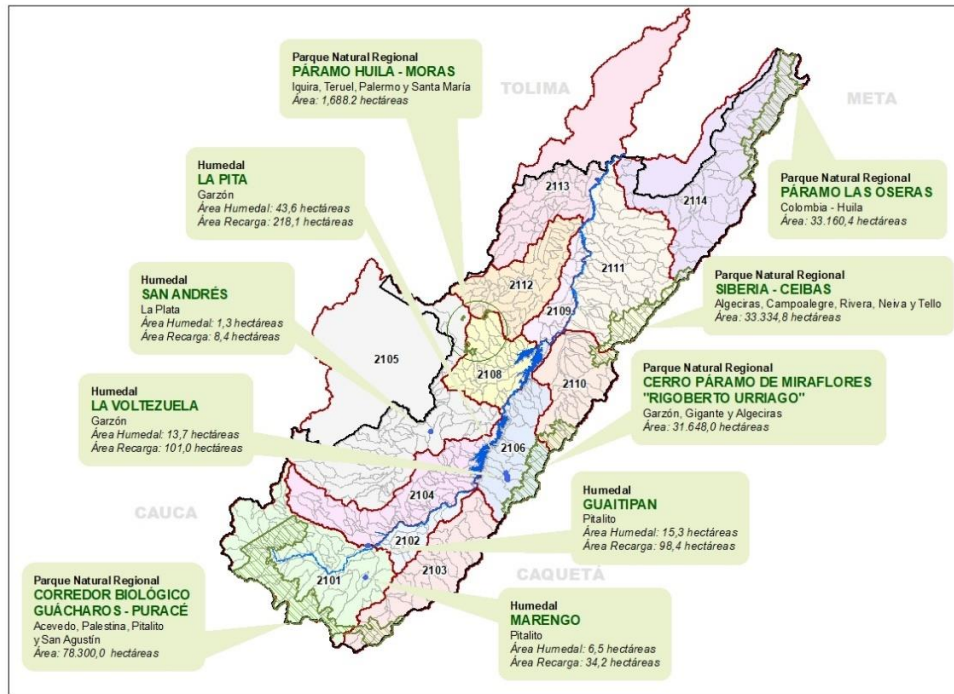 Parque Natural Regional
PÁRAMO HUILA - MORAS
Iquira, Teruel, Palermo y Santa María
Área: 1,688.2 hectáreas
TOLIMA
META
Humedal
LA PITA
Garzón
Área Humedal: 43,6 hectáreas
Área Recarga: 218,1 hectáreas
Parque Natural Regional
PÁRAMO LAS OSERAS
Colombia - Huila
Área: 33.160,4 hectáreas
Humedal
SAN ANDRÉS
La Plata
Área Humedal: 1,3 hectáreas
Área Recarga: 8,4 hectáreas
Parque Natural Regional
SIBERIA - CEIBAS
Algeciras, Campoalegre, Rivera, Neiva y Tello
Área: 33.334,8 hectáreas
Humedal
LA VOLTEZUELA
Garzón
Área Humedal: 13,7 hectáreas
Área Recarga: 101,0 hectáreas
Parque Natural Regional
CERRO PÁRAMO DE MIRAFLORES
"RIGOBERTO URRIAGO"
Garzón, Gigante y Algeciras
Área: 31.648,0 hectáreas
2113
2114
2111
2112
2109
2105
2108
2110
2106
2104
2102
2101
2103
CAUCA
CAQUETÁ
Humedal
GUAITIPAN
Pitalito
Área Humedal: 15,3 hectáreas
Área Recarga: 98,4 hectáreas
Parque Natural Regional
CORREDOR BIOLÓGICO
GUÁCHAROS - PURACÉ
Acevedo, Palestina, Pitalito
y San Agustín
Área: 78.300,0 hectáreas
Humedal
MARENGO
Pitalito
Área Humedal: 6,5 hectáreas
Área Recarga: 34,2 hectáreas